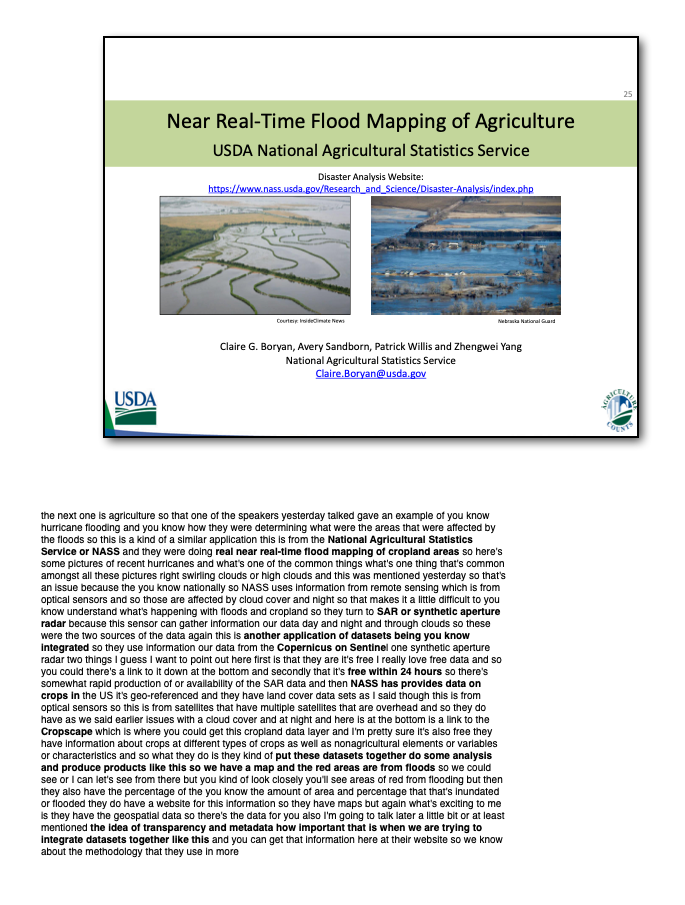 25
Near Real-Time Flood Mapping of Agriculture
USDA National Agricultural Statistics Service
Disaster Analysis Website:
https://www.nass.usda.gov/Research_and_Science/Disaster-Analysis/index.php
Courtesy: InsideClimate News
Nebraska National Guard
Claire G. Boryan, Avery Sandborn, Patrick Willis and Zhengwei Yang
National Agricultural Statistics Service
Claire.Boryan@usda.gov
USDA
AGRICULTURE COUNTS
the next one is agriculture so that one of the speakers yesterday talked gave an example of you know
hurricane flooding and you know how they were determining what were the areas that were affected by
the floods so this is a kind of a similar application this is from the National Agricultural Statistics
Service or NASS and they were doing real near real-time flood mapping of cropland areas so here's
some pictures of recent hurricanes and what's one of the common things what's one thing that's common
amongst all these pictures right swirling clouds or high clouds and this was mentioned yesterday so that's
an issue because the you know nationally so NASS uses information from remote sensing which is from
optical sensors and so those are affected by cloud cover and night so that makes it a little difficult to you
know understand what's happening with floods and cropland so they turn to SAR or synthetic aperture
radar because this sensor can gather information our data day and night and through clouds so these
were the two sources of the data again this is another application of datasets being you know
integrated so they use information our data from the Copernicus on Sentinel one synthetic aperture
radar two things I guess I want to point out here first is that they are it's free I really love free data and so
you could there's a link to it down at the bottom and secondly that it's free within 24 hours so there's
somewhat rapid production of or availability of the SAR data and then NASS has provides data on
crops in the US it's geo-referenced and they have land cover data sets as I said though this is from
optical sensors so this is from satellites that have multiple satellites that are overhead and so they do
have as we said earlier issues with a cloud cover and at night and here is at the bottom is a link to the
Cropscape which is where you could get this cropland data layer and I'm pretty sure it's also free they
have information about crops at different types of crops as well as nonagricultural elements or variables
or characteristics and so what they do is they kind of put these datasets together do some analysis
and produce products like this so we have a map and the red areas are from floods so we could
see or I can let's see from there but you kind of look closely you'll see areas of red from flooding but then
they also have the percentage of the you know the amount of area and percentage that that's inundated
or flooded they do have a website for this information so they have maps but again what's exciting to me
is they have the geospatial data so there's the data for you also I'm going to talk later a little bit or at least
mentioned the idea of transparency and metadata how important that is when we are trying to
integrate datasets together like this and you can get that information here at their website so we know
about the methodology that they use in more